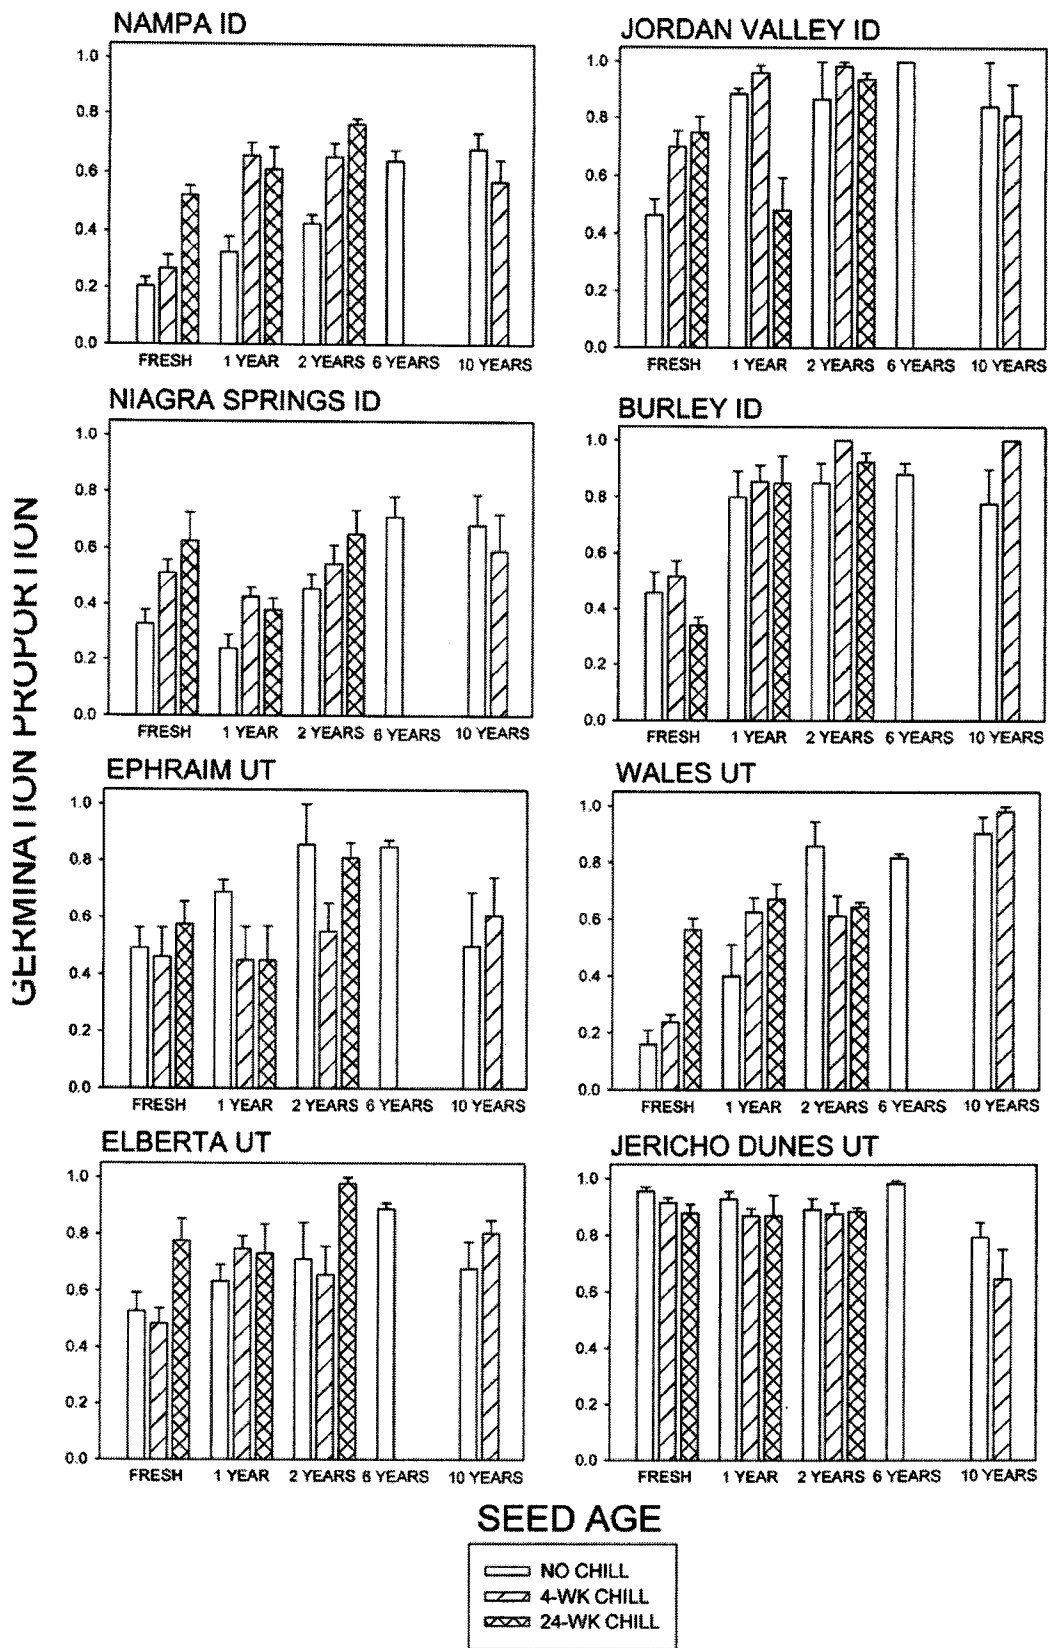 NAMPA ID
1.0
0.8
0.6
0.4
0.2
0.0
FRESH 1 YEAR 2 YEARS 6 YEARS 10 YEARS
JORDAN VALLEY ID
1.0
0.8
0.6
0.4
0.2
0.0
FRESH 1 YEAR 2 YEARS 6 YEARS 10 YEARS
NIAGRA SPRINGS ID
1.0
0.8
0.6
0.4
0.2
0.0
FRESH 1 YEAR 2 YEARS 6 YEARS 10 YEARS
BURLEY ID
1.0
0.8
0.6
0.4
0.2
0.0
FRESH 1 YEAR 2 YEARS 6 YEARS 10 YEARS
GERMINATION PROPORTION
EPHRAIM UT
1.0
0.8
0.6
0.4
0.2
0.0
FRESH 1 YEAR 2 YEARS 6 YEARS 10 YEARS
WALES UT
1.0
0.8
0.6
0.4
0.2
0.0
FRESH 1 YEAR 2 YEARS 6 YEARS 10 YEARS
ELBERTA UT
1.0
0.8
0.6
0.4
0.2
0.0
FRESH 1 YEAR 2 YEARS 6 YEARS 10 YEARS
JERICHO DUNES UT
1.0
0.8
0.6
0.4
0.2
0.0
FRESH 1 YEAR 2 YEARS 6 YEARS 10 YEARS
SEED AGE
NO CHILL
4-WK CHILL
24-WK CHILL